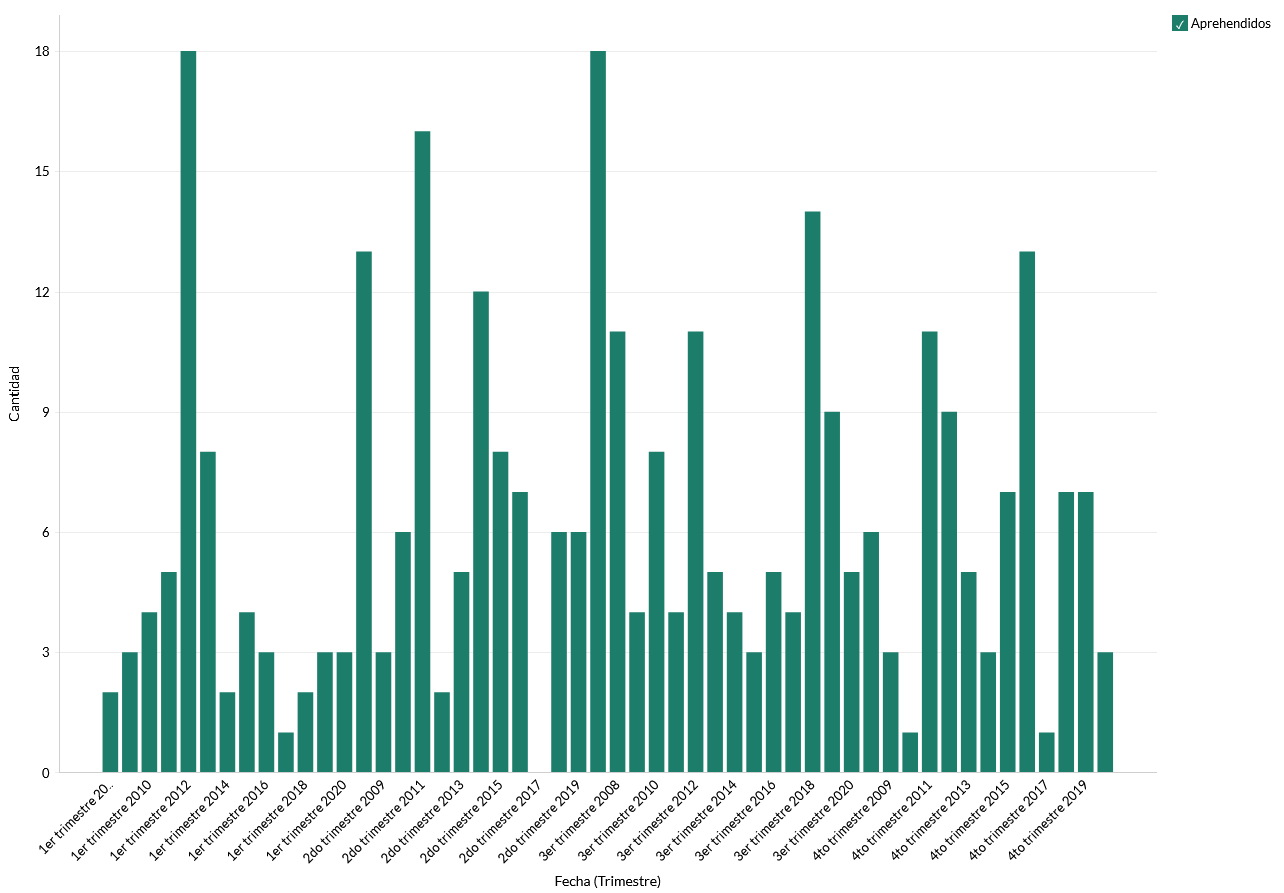 Aprehendidos
18
15
12
9
6
3
0
Cantidad
1er trimestre 20..
1er trimestre 2010
1er trimestre 2012
1er trimestre 2014
1er trimestre 2016
1er trimestre 2018
1er trimestre 2020
2do trimestre 2009
2do trimestre 2011
2do trimestre 2013
2do trimestre 2015
2do trimestre 2017
2do trimestre 2019
3er trimestre 2008
3er trimestre 2010
3er trimestre 2012
3er trimestre 2014
3er trimestre 2016
3er trimestre 2018
3er trimestre 2020
4to trimestre 2009
4to trimestre 2011
4to trimestre 2013
4to trimestre 2015
4to trimestre 2017
4to trimestre 2019
Fecha (Trimestre)